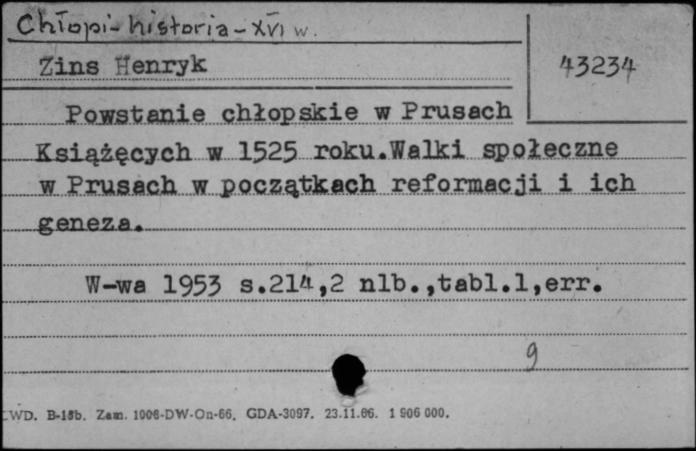 Chłopi-historia-XVI w.
Zins Henryk
43234
Powstanie chłopskie w Prusach
Książęcych w 1525 roku.Walki społeczne
w Prusach w początkach reformacji i ich
geneza.
W-wa 1953 s.214,2 nlb.,tabl.1,err.
9
WD. B-15b. Zam. 1006-DW-On-66. GDA-3097. 23.11.66. 1 906 000.